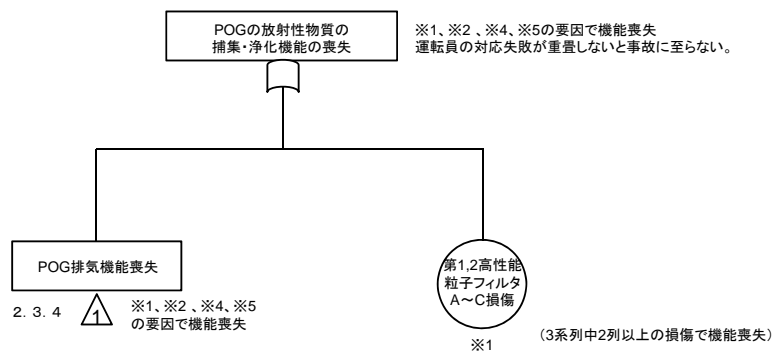 POGの放射性物質の
捕集・浄化機能の喪失
※1、※2 、※4、※5の要因で機能喪失
運転員の対応失敗が重畳しないと事故に至らない。
POG排気機能喪失
2. 3. 4
1
※1、※2 、※4、※5
の要因で機能喪失
第1,2高性能
粒子フィルタ
A～C損傷
※1
(3系列中2列以上の損傷で機能喪失)